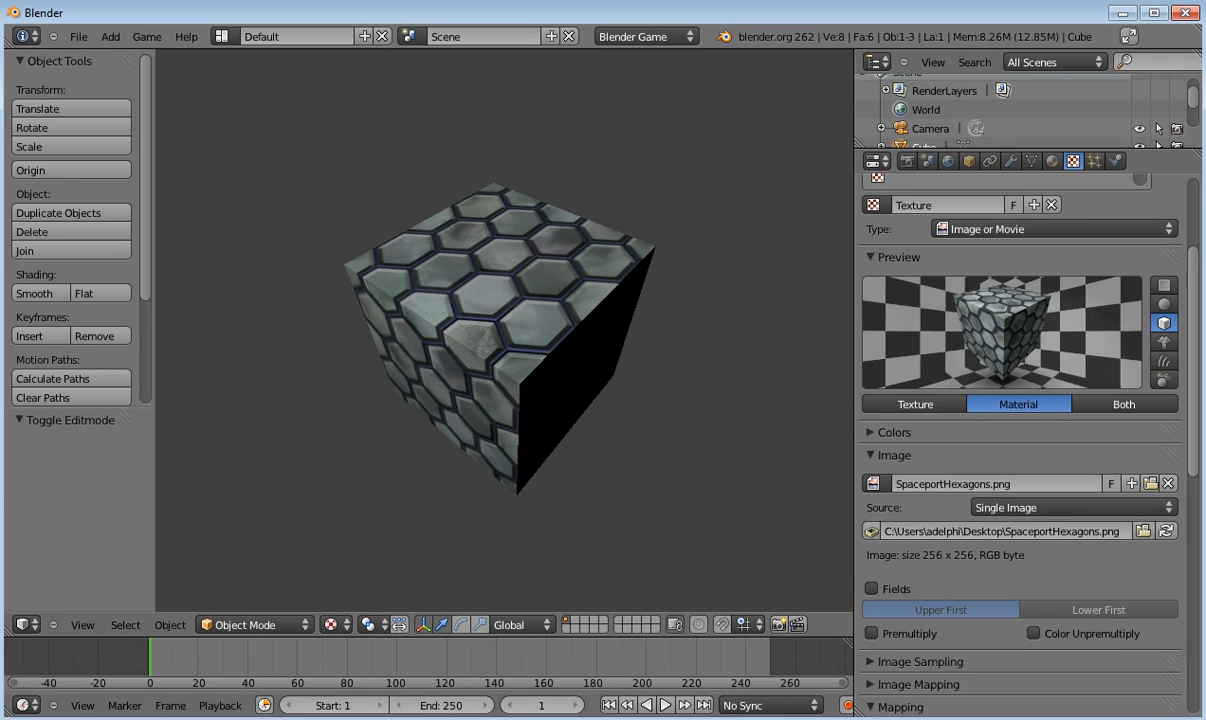 Blender
File Add Game Help Default Scene Blender Game blender.org 262 | Ve:8 | Fa:6 | Ob:1-3 | La:1 | Mem:8.26M (12.85M) | Cube
Object Tools
Transform:
Translate
Rotate
Scale
Origin
Object:
Duplicate Objects
Delete
Join
Shading:
Smooth Flat
Keyframes:
Insert Remove
Motion Paths:
Calculate Paths
Clear Paths
Toggle Editmode
View Search All Scenes
Scene
RenderLayers
World
Camera
Cube
Texture F
Type: Image or Movie
Preview
Texture Material Both
Colors
Image
SpaceportHexagons.png F
Source: Single Image
C:\Users\adelphi\Desktop\SpaceportHexagons.png
Image: size 256 x 256, RGB byte
Fields
Upper First Lower First
Premultiply Color Unpremultiply
Image Sampling
Image Mapping
Mapping
View Select Object Object Mode Global
-40 -20 0 20 40 60 80 100 120 140 160 180 200 220 240 260
View Marker Frame Playback Start: 1 End: 250 1 No Sync